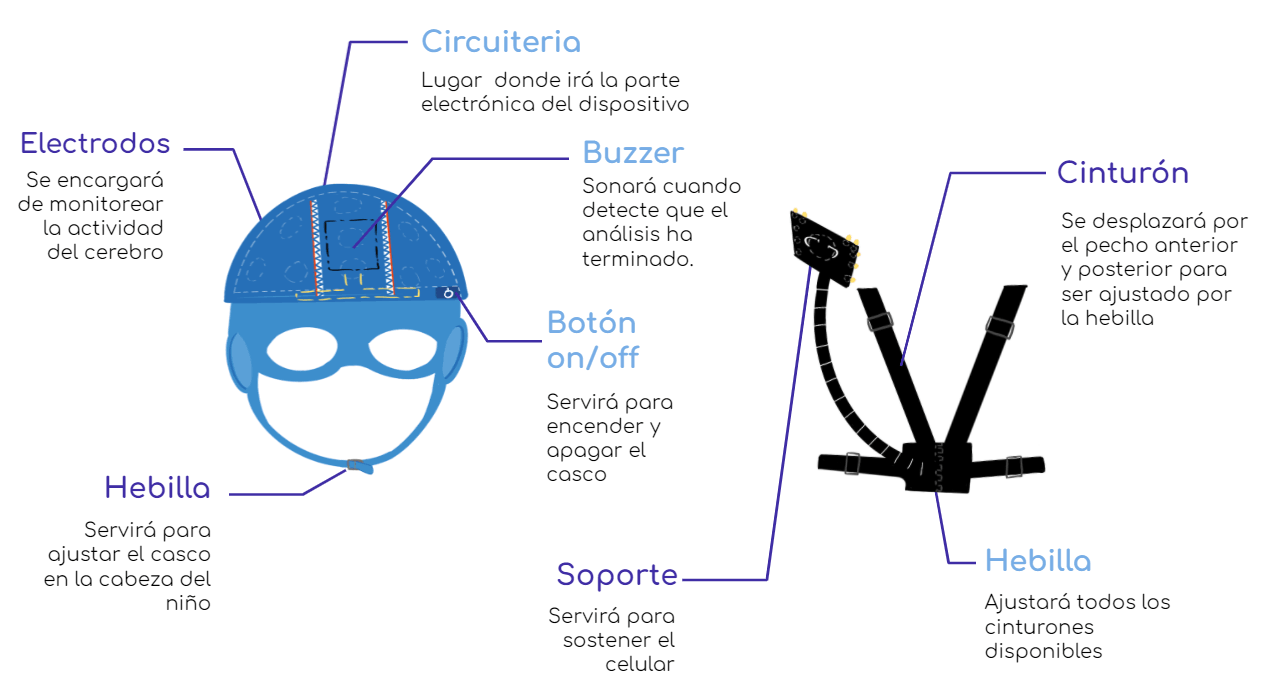 Circuiteria
Lugar donde irá la parte
electrónica del dispositivo
Electrodos
Se encargará
de monitorear
la actividad
del cerebro
Buzzer
Sonará cuando
detecte que el
análisis ha
terminado.
Botón
on/off
Servirá para
encender y
apagar el
casco
Hebilla
Servirá para
ajustar el casco
en la cabeza del
niño
Cinturón
Se desplazará por
el pecho anterior
y posterior para
ser ajustado por
la hebilla
Soporte
Servirá para
sostener el
celular
Hebilla
Ajustará todos los
cinturones
disponibles